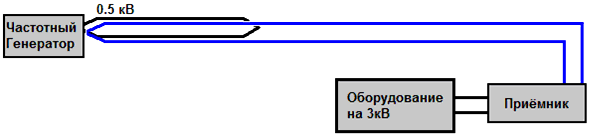 0.5 кВ
Частотный
Генератор
Оборудование
на 3кВ
Приёмник